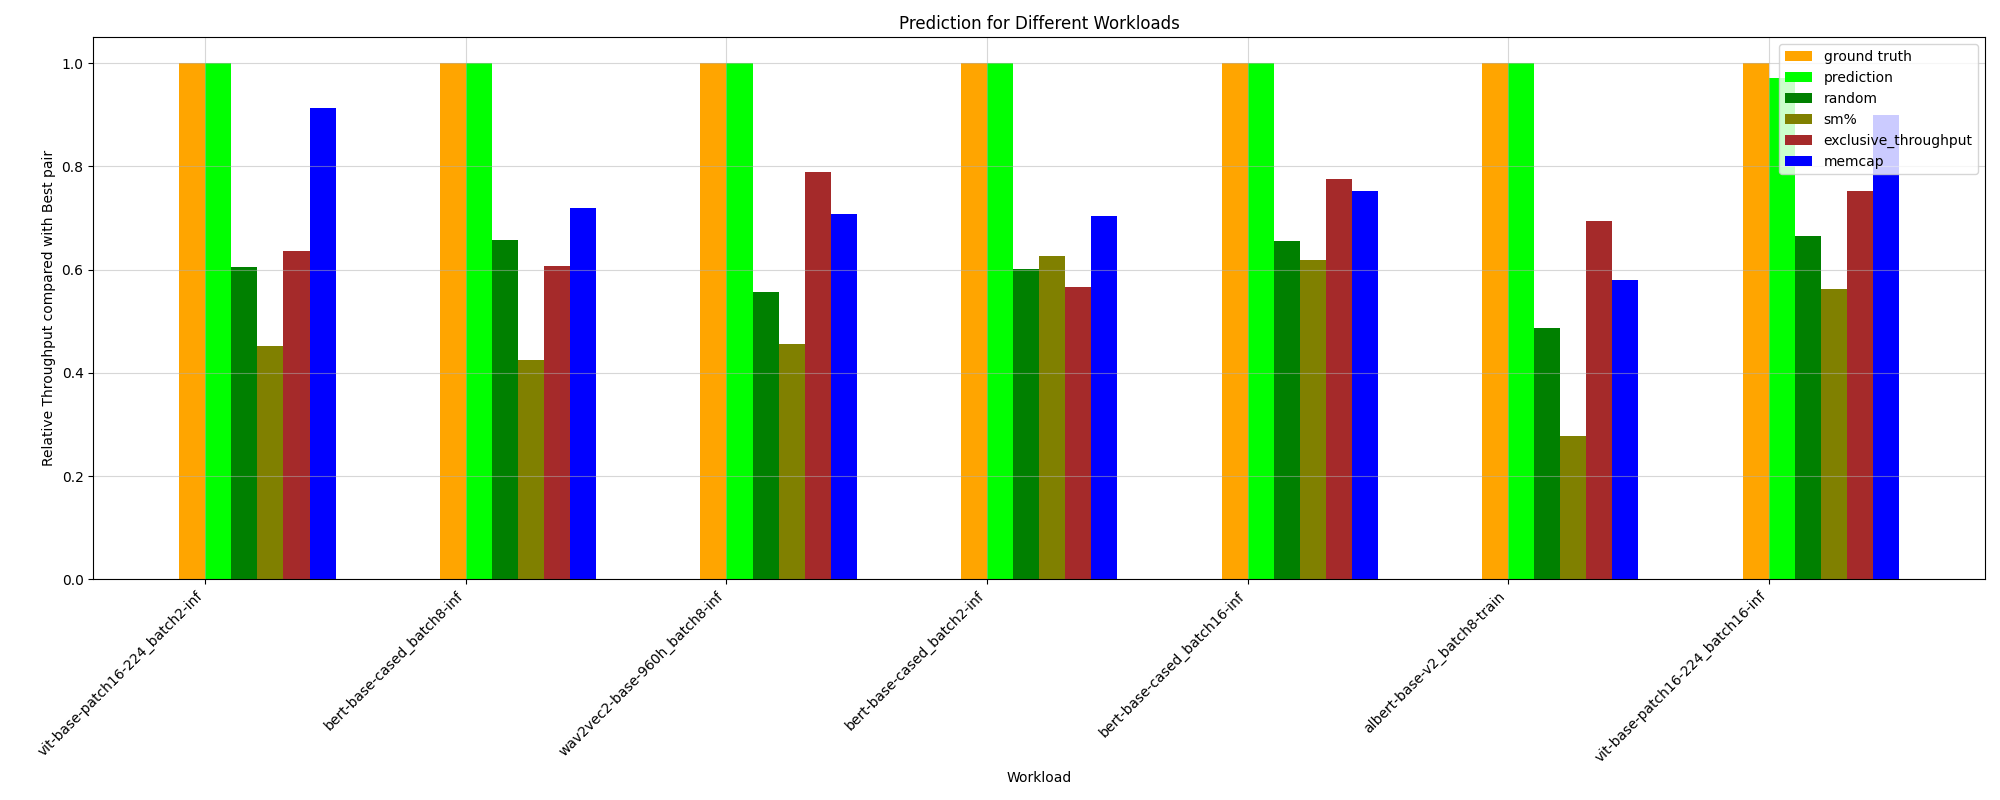 Prediction for Different Workloads
Relative Throughput compared with Best pair
1.0
0.8
0.6
0.4
0.2
0.0
ground truth
prediction
random
sm%
exclusive_throughput
memcap
vit-base-patch16-224_batch2-inf
bert-base-cased_batch8-inf
wav2vec2-base-960h_batch8-inf
bert-base-cased_batch2-inf
bert-base-cased_batch16-inf
albert-base-v2_batch8-train
vit-base-patch16-224_batch16-inf
Workload